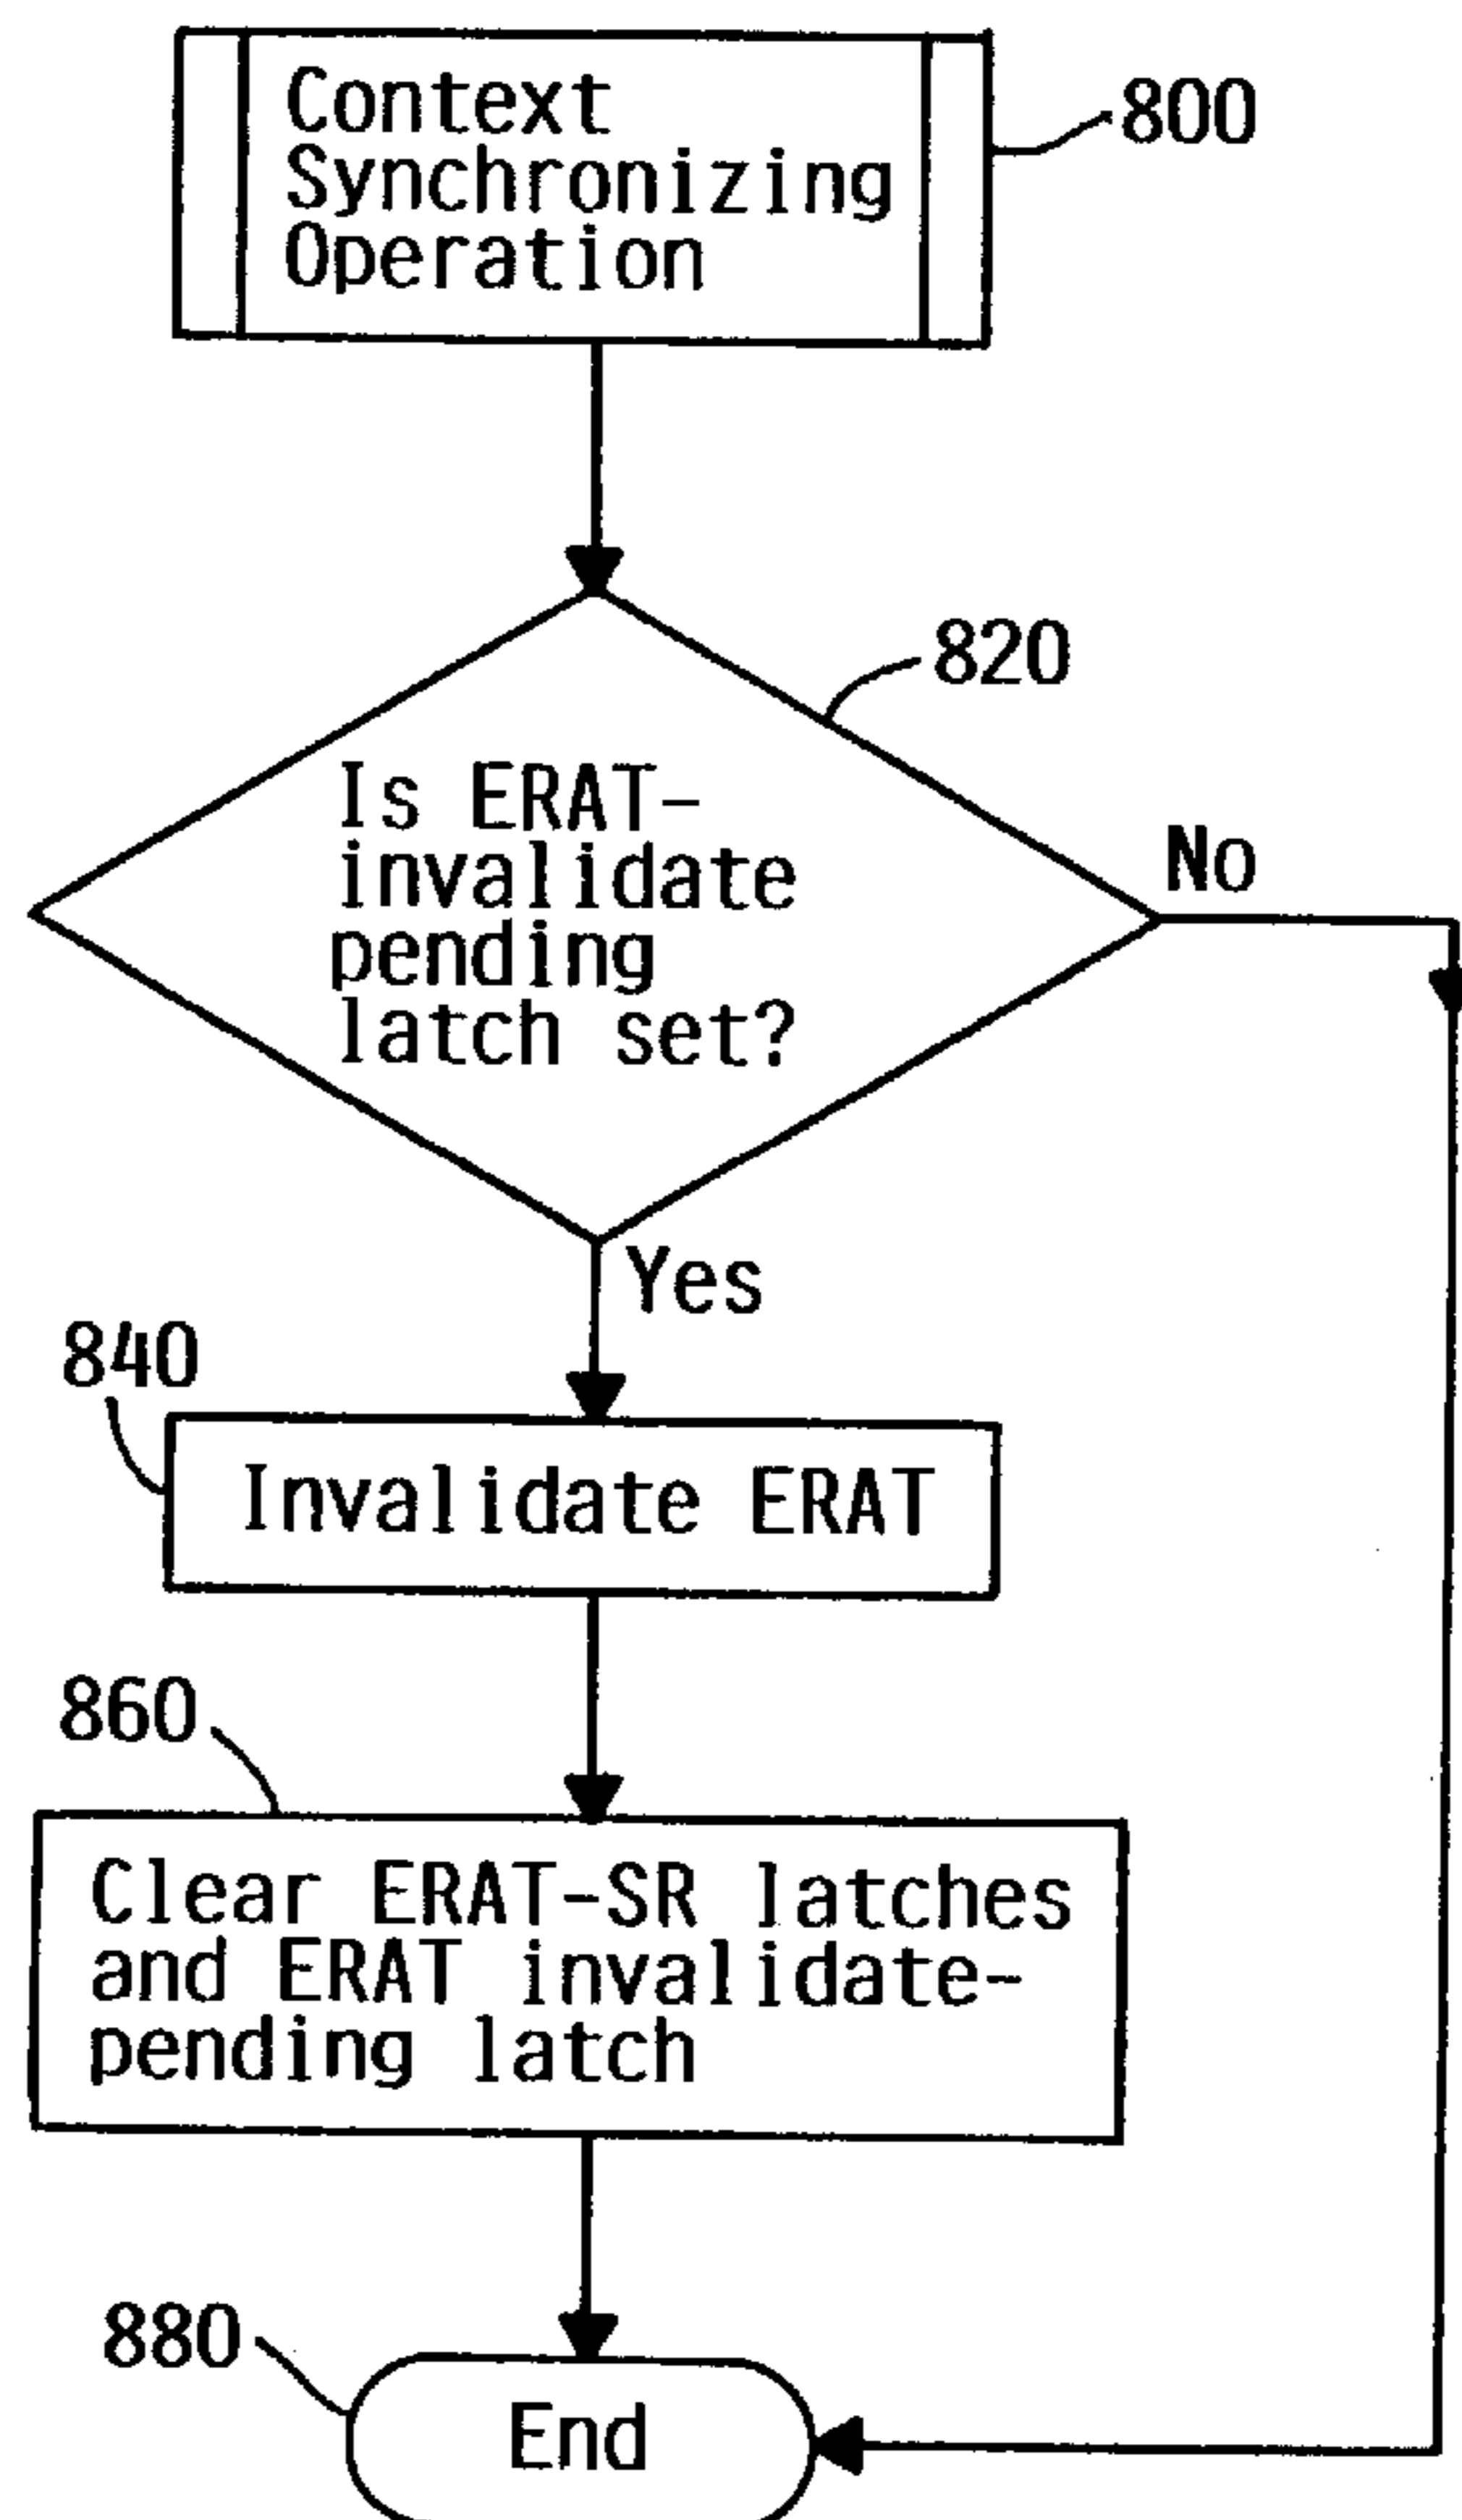 Context
Synchronizing
Operation
800
820
Is ERAT-
invalidate
pending
latch set?
No
Yes
840
Invalidate ERAT
860
Clear ERAT-SR latches
and ERAT invalidate-
pending latch
880
End